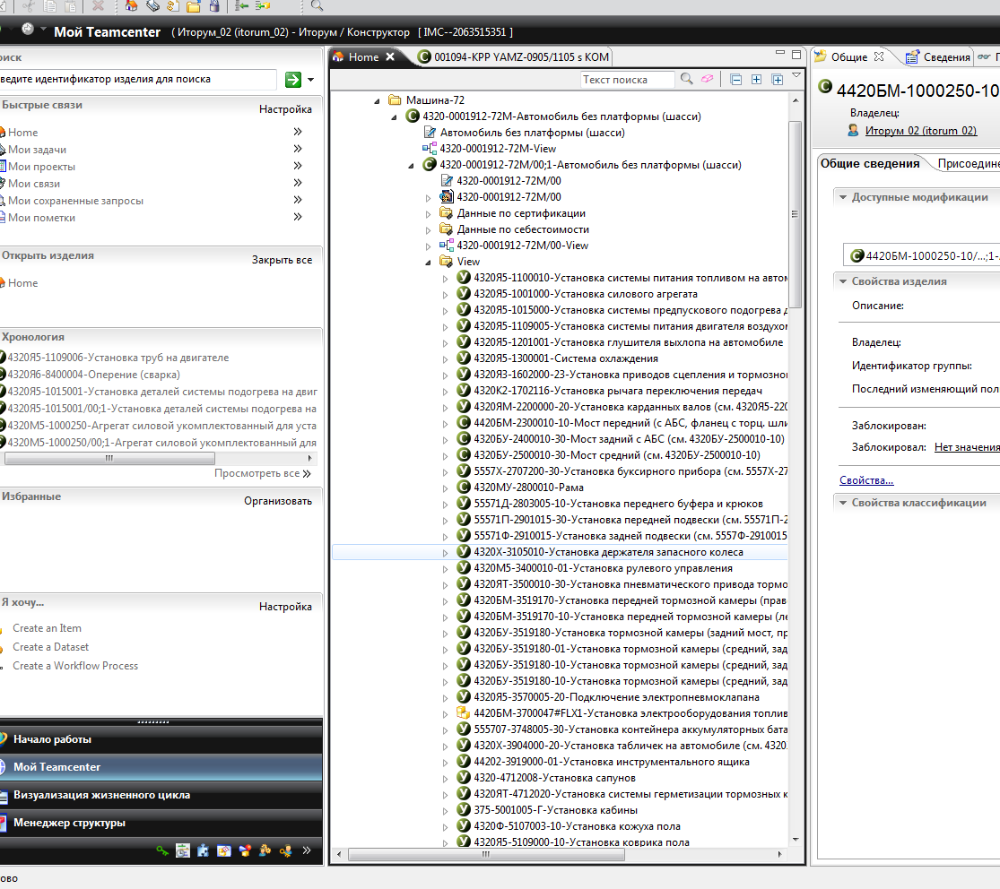 Мой Teamcenter ( Иторум_02 (itorum_02) - Иторум / Конструктор [ IMC--2063515351 ]
оиск
ведите идентификатор изделия для поиска
Быстрые связи
Настройка
Home
Мои задачи
Мои проекты
Мои связи
Мои сохраненные запросы
Мои пометки
Открыть изделия
Закрыть все
Home
Хронология
4320Я5-1109006-Установка труб на двигателе
4320Я6-8400004-Оперение (сварка)
4320Я5-1015001-Установка деталей системы подогрева на двиг
4320Я5-1015001/00;1-Установка деталей системы подогрева на
4320М5-1000250-Агрегат силовой укомплектованный для уста
4320М5-1000250/00;1-Агрегат силовой укомплектованный для
Просмотреть все
Избранные
Организовать
Я хочу...
Настройка
Create an Item
Create a Dataset
Create a Workflow Process
Начало работы
Мой Teamcenter
Визуализация жизненного цикла
Менеджер структуры
ово
Home
001094-KPP YAMZ-0905/1105 s KOM
Текст поиска
Машина-72
4320-0001912-72М-Автомобиль без платформы (шасси)
Автомобиль без платформы (шасси)
4320-0001912-72М-View
4320-0001912-72М/00;1-Автомобиль без платформы (шасси)
4320-0001912-72М/00
4320-0001912-72М/00
Данные по сертификации
Данные по себестоимости
4320-0001912-72М/00-View
View
4320Я5-1100010-Установка системы питания топливом на автом
4320Я5-1001000-Установка силового агрегата
4320Я5-1015000-Установка системы предпускового подогрева д
4320Я5-1109005-Установка системы питания двигателя воздухом
4320Я5-1201001-Установка глушителя выхлопа на автомобиле
4320Я5-1300001-Система охлаждения
4320Я3-1602000-23-Установка приводов сцепления и тормозног
4320К2-1702116-Установка рычага переключения передач
4320ЯМ-2200000-20-Установка карданных валов (см. 4320Я5-220
4420БМ-2300010-10-Мост передний (с АБС, фланец с торц. шли
4320БУ-2400010-30-Мост задний с АБС (см. 4320БУ-2500010-10)
4320БУ-2500010-30-Мост средний (см. 4320БУ-2500010-10)
5557Х-2707200-30-Установка буксирного прибора (см. 5557Х-27
4320МУ-2800010-Рама
55571Д-2803005-10-Установка переднего буфера и крюков
55571П-2901015-30-Установка передней подвески (см. 55571П-2
55571Ф-2910015-Установка задней подвески (см. 5557Ф-2910015
4320Х-3105010-Установка держателя запасного колеса
4320М5-3400010-01-Установка рулевого управления
4320ЯТ-3500010-30-Установка пневматического привода тормо
4320БМ-3519170-Установка передней тормозной камеры (прав
4320БМ-3519170-10-Установка передней тормозной камеры (ле
4320БУ-3519180-Установка тормозной камеры (задний мост, пр
4320БУ-3519180-01-Установка тормозной камеры (средний, зад
4320БУ-3519180-10-Установка тормозной камеры (средний, зад
4320БУ-3519180-10-Установка тормозной камеры (средний, зад
4320Я5-3570005-20-Подключение электропневмоклапана
4420БМ-3700047#FLX1-Установка электрооборудования топлив
555707-3748005-30-Установка контейнера аккумуляторных бата
4320Х-3904000-20-Установка табличек на автомобиле (см. 4320.
44202-3919000-01-Установка инструментального ящика
4320-4712008-Установка сапунов
4320ЯТ-4712020-Установка системы герметизации тормозных к
375-5001005-Г-Установка кабины
4320Ф-5107003-10-Установка кожуха пола
4320Я5-5109000-10-Установка коврика пола
Общие
Сведения
4420БМ-1000250-10
Владелец:
Иторум_02 (itorum_02)
Общие сведения
Присоедине
Доступные модификации
4420БМ-1000250-10/...;1-
Свойства изделия
Описание:
Владелец:
Идентификатор группы:
Последний изменяющий пол
Заблокирован:
Заблокировал: Нет значения
Свойства...
Свойства классификации